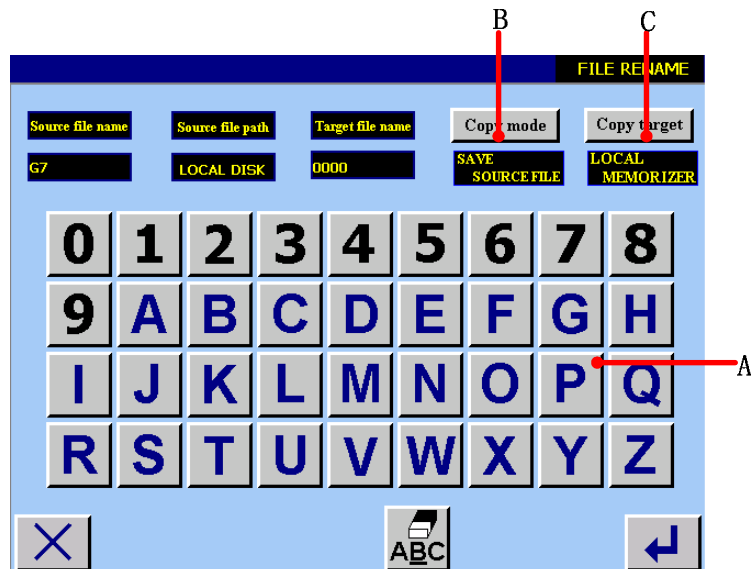 B
C
FILE RENAME
Source file name
Source file path
Target file name
Copy mode
Copy target
G7
LOCAL DISK
0000
SAVE
SOURCE FILE
LOCAL
MEMORIZER
0 1 2 3 4 5 6 7 8
9 A B C D E F G H
I J K L M N O P Q
A
R S T U V W X Y Z
ABC